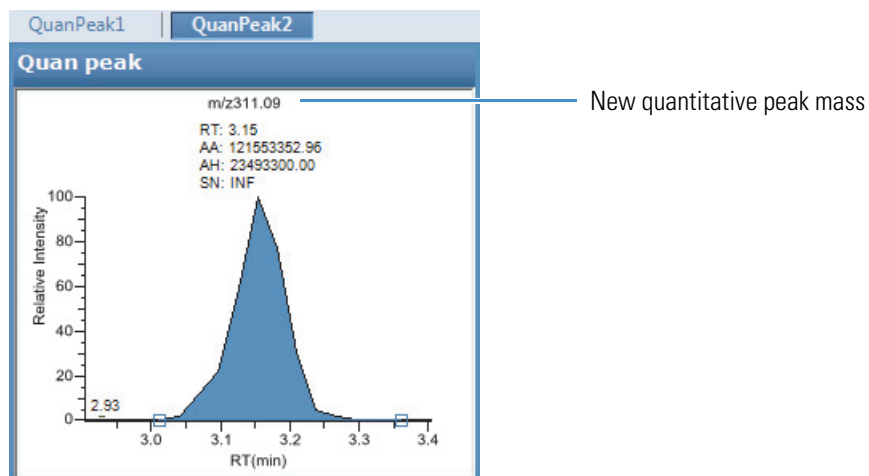 QuanPeak1 QuanPeak2
Quan peak
m/z311.09
New quantitative peak mass
RT: 3.15
AA: 121553352.96
AH: 23493300.00
SN: INF
100
80
60
40
20
0
Relative Intensity
2.93
3.0 3.1 3.2 3.3 3.4
RT(min)